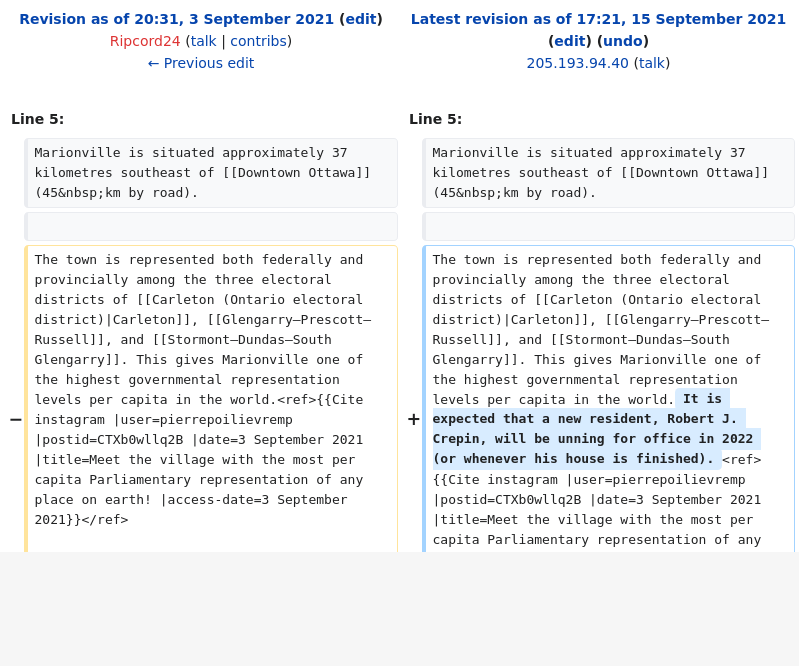 Revision as of 20:31, 3 September 2021 (edit)
Ripcord24 (talk | contribs)
← Previous edit
Latest revision as of 17:21, 15 September 2021
(edit) (undo)
205.193.94.40 (talk)
Line 5:
Line 5:
Marionville is situated approximately 37
kilometres southeast of [[Downtown Ottawa]]
(45&nbsp;km by road).
Marionville is situated approximately 37
kilometres southeast of [[Downtown Ottawa]]
(45&nbsp;km by road).
−
The town is represented both federally and
provincially among the three electoral
districts of [[Carleton (Ontario electoral
district)|Carleton]], [[Glengarry—Prescott—
Russell]], and [[Stormont—Dundas—South
Glengarry]]. This gives Marionville one of
the highest governmental representation
levels per capita in the world.<ref>{{Cite
instagram |user=pierrepoilievremp
|postid=CTXb0wllq2B |date=3 September 2021
|title=Meet the village with the most per
capita Parliamentary representation of any
place on earth! |access-date=3 September
2021}}</ref>
+
The town is represented both federally and
provincially among the three electoral
districts of [[Carleton (Ontario electoral
district)|Carleton]], [[Glengarry—Prescott—
Russell]], and [[Stormont—Dundas—South
Glengarry]]. This gives Marionville one of
the highest governmental representation
levels per capita in the world. It is
expected that a new resident, Robert J.
Crepin, will be unning for office in 2022
(or whenever his house is finished). <ref>
{{Cite instagram |user=pierrepoilievremp
|postid=CTXb0wllq2B |date=3 September 2021
|title=Meet the village with the most per
capita Parliamentary representation of any